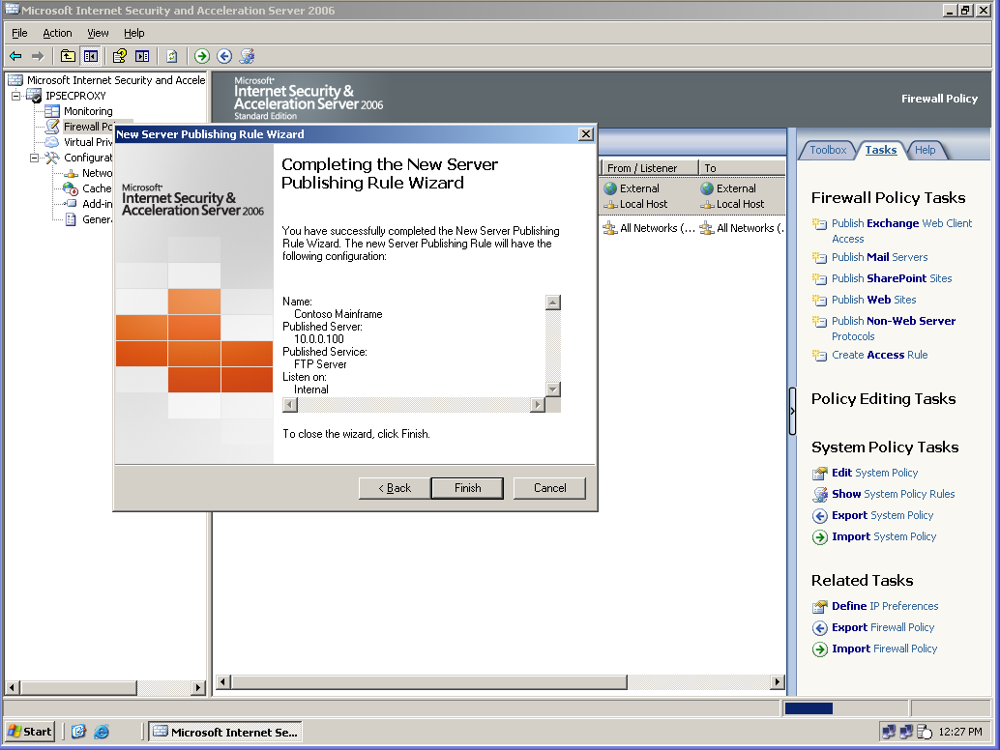 Microsoft Internet Security and Acceleration Server 2006
File Action View Help
Microsoft Internet Security and Accele
IPSECPROXY
Monitoring
Firewall Po
Virtual Priv
Configurat
Netwo
Cache
Add-in
Gener
Microsoft®
Internet Security &
Acceleration Server 2006
Standard Edition
Firewall Policy
New Server Publishing Rule Wizard
Microsoft®
Internet Security &
Acceleration Server 2006
Completing the New Server
Publishing Rule Wizard
You have successfully completed the New Server Publishing
Rule Wizard. The new Server Publishing Rule will have the
following configuration:
Name:
Contoso Mainframe
Published Server:
10.0.0.100
Published Service:
FTP Server
Listen on:
Internal
To close the wizard, click Finish.
< Back Finish Cancel
From / Listener To
External External
Local Host Local Host
All Networks (... All Networks (.
Toolbox Tasks Help
Firewall Policy Tasks
Publish Exchange Web Client
Access
Publish Mail Servers
Publish SharePoint Sites
Publish Web Sites
Publish Non-Web Server
Protocols
Create Access Rule
Policy Editing Tasks
System Policy Tasks
Edit System Policy
Show System Policy Rules
Export System Policy
Import System Policy
Related Tasks
Define IP Preferences
Export Firewall Policy
Import Firewall Policy
Start
Microsoft Internet Se...
12:27 PM